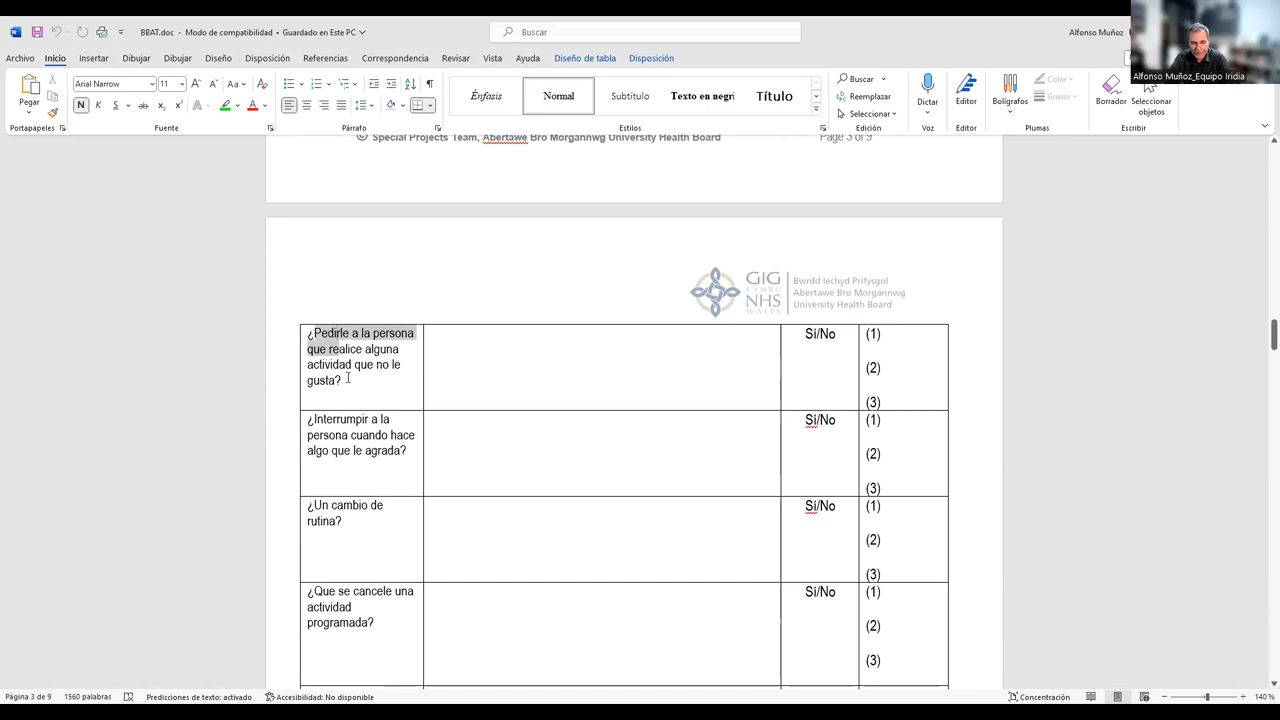 BBAT.doc - Modo de compatibilidad • Guardado en Este PC
Buscar
Alfonso Muñoz
Archivo Inicio Insertar Dibujar Dibujar Diseño Disposición Referencias Correspondencia Revisar Vista Ayuda Diseño de tabla Disposición
Alfonso Muñoz_Equipo Iridia
Pegar
Arial Narrow 11
N K S ab x₂ x²
Portapapeles
Fuente
Párrafo
Énfasis Normal Subtítulo Texto en negri Título
Estilos
Buscar
Reemplazar
Seleccionar
Edición
Dictar
Voz
Editor
Editor
Bolígrafos
Color
Grosor
Plumas
Borrador
Seleccionar objetos
Escribir
© Special Projects Team, Abertawe Bro Morgannwg University Health Board Page 3 of 9
GIG
CYMRU
NHS
WALES
Bwrdd Iechyd Prifysgol
Abertawe Bro Morgannwg
University Health Board
¿Pedirle a la persona
que realice alguna
actividad que no le
gusta?
Sí/No
(1)
(2)
(3)
¿Interrumpir a la
persona cuando hace
algo que le agrada?
Sí/No
(1)
(2)
(3)
¿Un cambio de
rutina?
Sí/No
(1)
(2)
(3)
¿Que se cancele una
actividad
programada?
Sí/No
(1)
(2)
(3)
Página 3 de 9 1560 palabras Predicciones de texto: activado Accesibilidad: No disponible Concentración 140 %